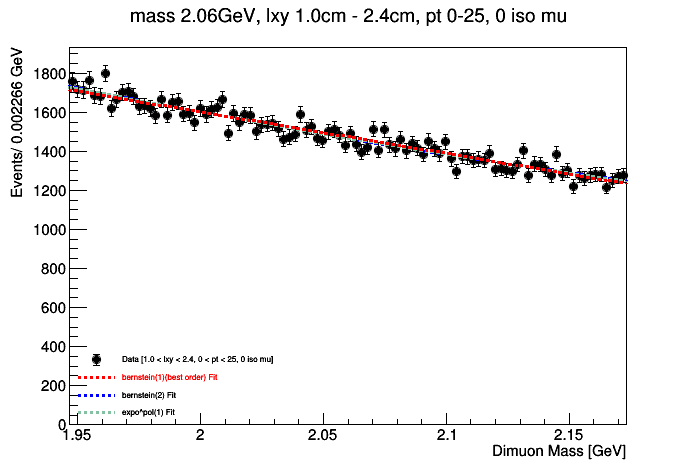 mass 2.06GeV, lxy 1.0cm - 2.4cm, pt 0-25, 0 iso mu
Events/ 0.002266 GeV
1800
1600
1400
1200
1000
800
600
400
200
0
Data [1.0 < lxy < 2.4, 0 < pt < 25, 0 iso mu]
bernstein(1)(best order) Fit
bernstein(2) Fit
expo^pol(1) Fit
1.95 2 2.05 2.1 2.15
Dimuon Mass [GeV]